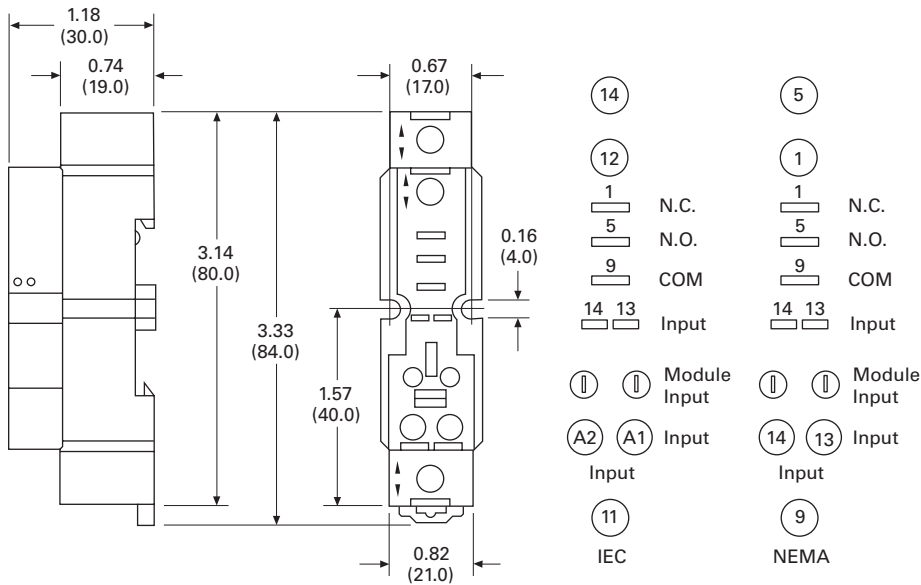 1.18
(30.0)
0.74
(19.0)
3.14
(80.0)
3.33
(84.0)
1.57
(40.0)
0.67
(17.0)
0.16
(4.0)
0.82
(21.0)
14
12
1
N.C.
5
N.O.
9
COM
14 13
Input
Module
Input
A2 A1 Input
Input
11
IEC
5
1
1
N.C.
5
N.O.
9
COM
14 13
Input
Module
Input
14 13 Input
Input
9
NEMA